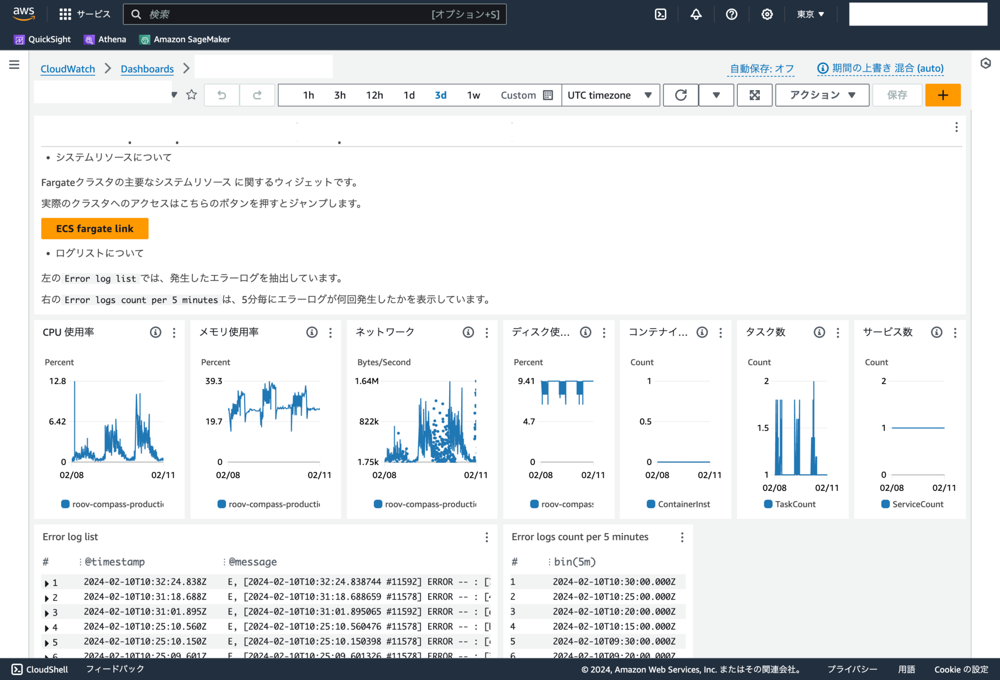 aws
サービス
検索
[オプション+S]
東京
QuickSight
Athena
Amazon SageMaker
CloudWatch
Dashboards
自動保存: オフ
期間の上書き 混合 (auto)
1h 3h 12h 1d 3d 1w Custom
UTC timezone
アクション
保存
システムリソースについて
Fargateクラスタの主要なシステムリソース に関するウィジェットです。
実際のクラスタへのアクセスはこちらのボタンを押すとジャンプします。
ECS fargate link
ログリストについて
左の Error log list では、発生したエラーログを抽出しています。
右の Error logs count per 5 minutes は、5分毎にエラーログが何回発生したかを表示しています。
CPU 使用率
Percent
12.8
6.42
0
02/08 02/11
roov-compass-producti
メモリ使用率
Percent
39.3
19.7
0
02/08 02/11
roov-compass-producti
ネットワーク
Bytes/Second
1.64M
822k
1.75k
02/08 02/11
roov-compass-producti
ディスク使...
Percent
9.41
4.7
0
02/08 02/11
roov-compass
コンテナイ...
Count
1
0.5
0
02/08 02/11
ContainerInst
タスク数
Count
2
1.5
1
02/08 02/11
TaskCount
サービス数
Count
2
1
0
02/08 02/11
ServiceCount
Error log list
# @timestamp @message
1 2024-02-10T10:32:24.838Z E, [2024-02-10T10:32:24.838744 #11592] ERROR -- : [
2 2024-02-10T10:31:18.688Z E, [2024-02-10T10:31:18.688659 #11578] ERROR -- : [
3 2024-02-10T10:31:01.895Z E, [2024-02-10T10:31:01.895065 #11592] ERROR -- : [
4 2024-02-10T10:25:10.560Z E, [2024-02-10T10:25:10.560476 #11578] ERROR -- : [
5 2024-02-10T10:25:10.150Z E, [2024-02-10T10:25:10.150398 #11578] ERROR -- : [
6 2024-02-10T10:25:09.601Z E, [2024-02-10T10:25:09.601326 #11578] ERROR -- : [
Error logs count per 5 minutes
# bin(5m)
1 2024-02-10T10:30:00.000Z
2 2024-02-10T10:25:00.000Z
3 2024-02-10T10:20:00.000Z
4 2024-02-10T10:15:00.000Z
5 2024-02-10T09:30:00.000Z
6 2024-02-10T09:20:00.000Z
CloudShell
フィードバック
© 2024, Amazon Web Services, Inc. またはその関連会社。
プライバシー
用語
Cookie の設定